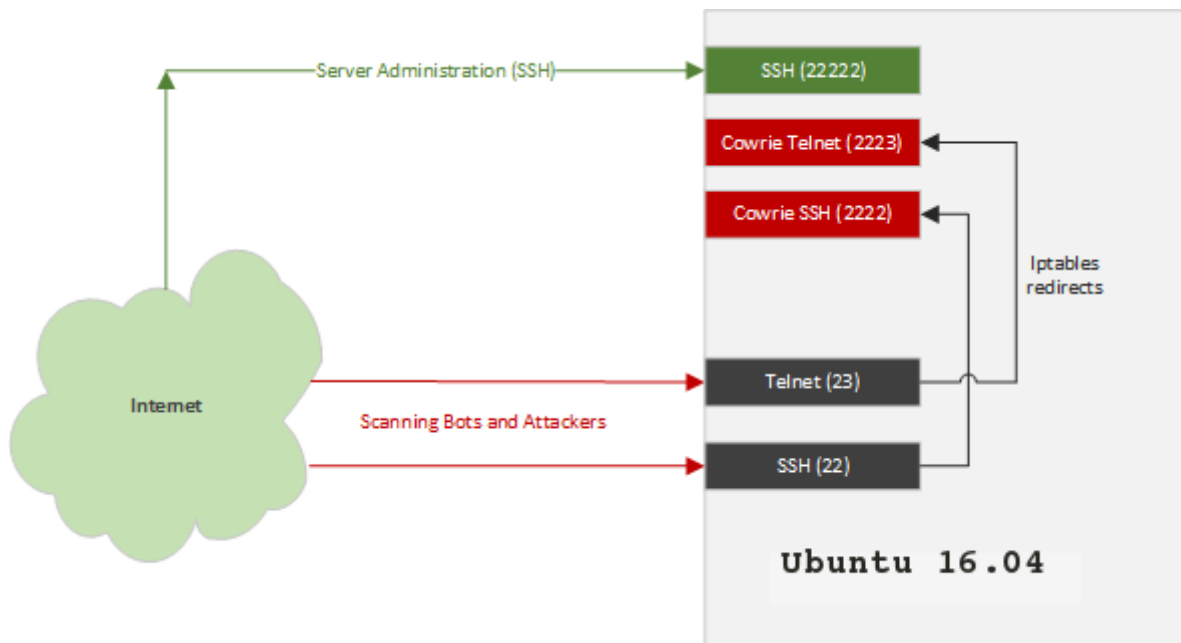 Server Administration (SSH)
SSH (22222)
Cowrie Telnet (2223)
Cowrie SSH (2222)
Iptables
redirects
Internet
Telnet (23)
Scanning Bots and Attackers
SSH (22)
Ubuntu 16.04